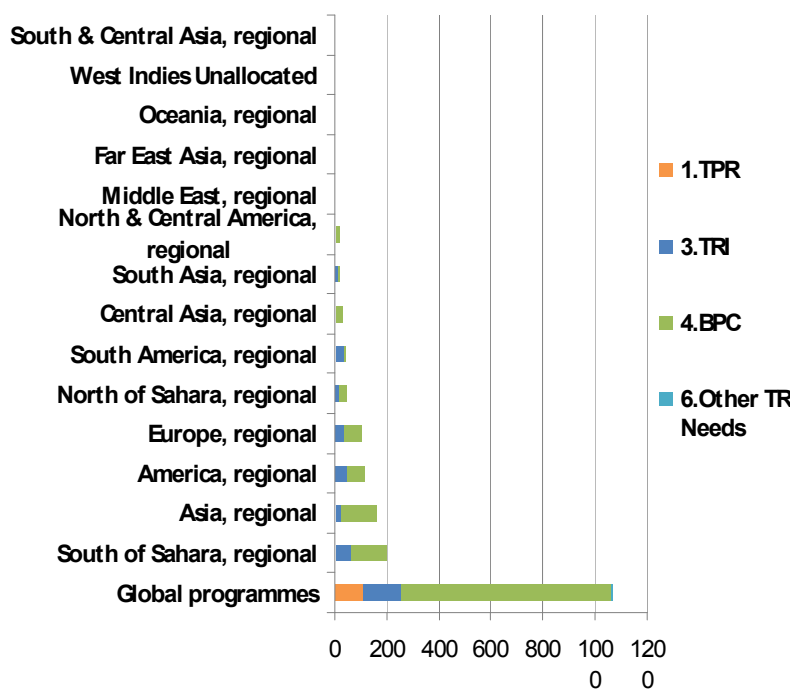 South & Central Asia, regional
West Indies Unallocated
Oceania, regional
Far East Asia, regional
Middle East, regional
North & Central America,
regional
South Asia, regional
Central Asia, regional
South America, regional
North of Sahara, regional
Europe, regional
America, regional
Asia, regional
South of Sahara, regional
Global programmes
0 200 400 600 800 100 120
0 0
1.TPR
3.TRI
4.BPC
6.Other TR
Needs